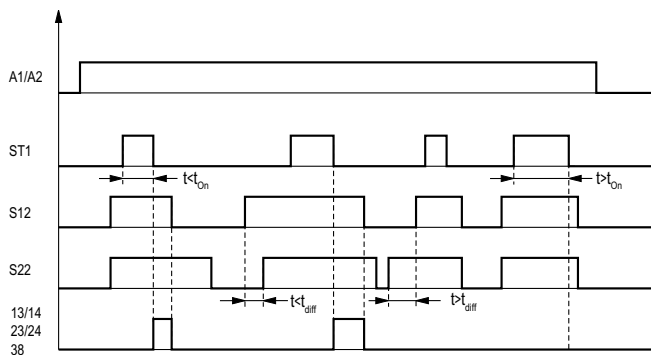 A1/A2
ST1
t<tOn
t>tOn
S12
S22
t<tdiff
t>tdiff
13/14
23/24
38